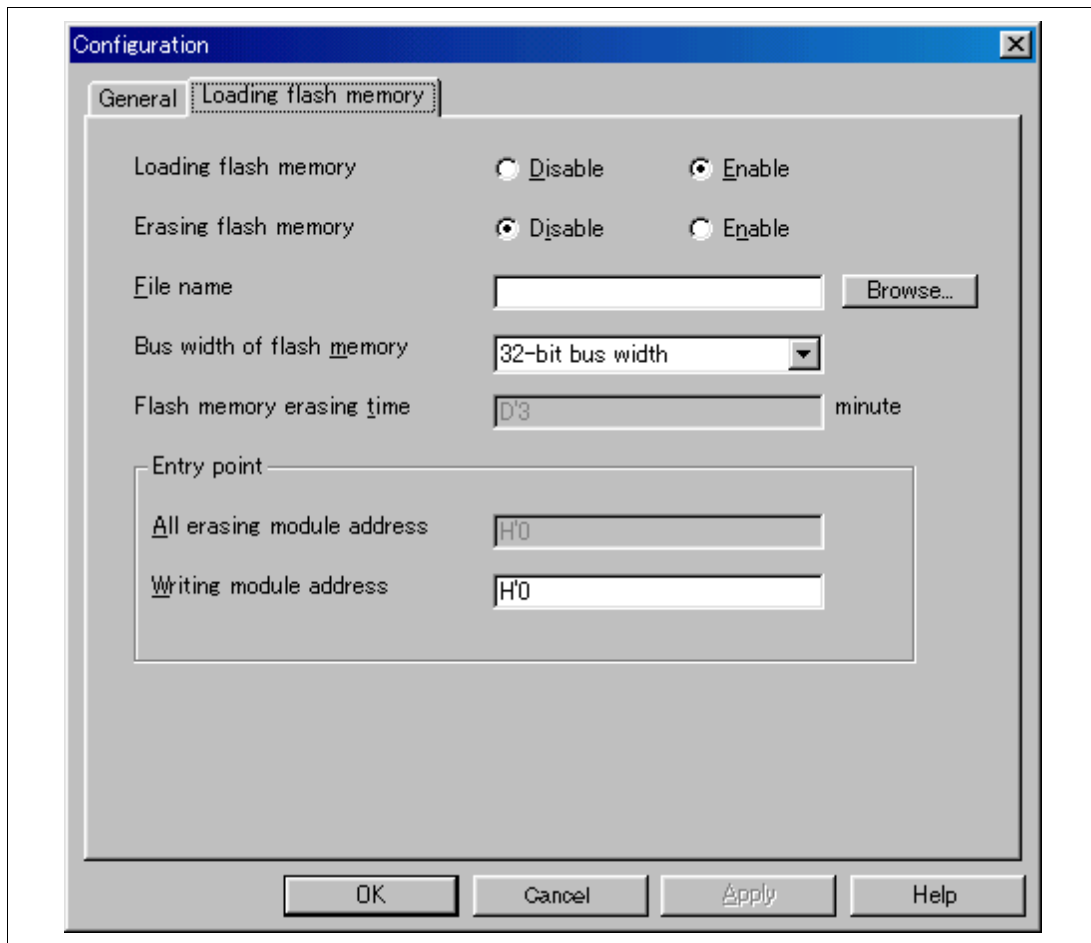 Configuration
General Loading flash memory
Loading flash memory Disable Enable
Erasing flash memory Disable Enable
File name Browse...
Bus width of flash memory 32-bit bus width
Flash memory erasing time D'3 minute
Entry point
All erasing module address H'0
Writing module address H'0
OK Cancel Apply Help